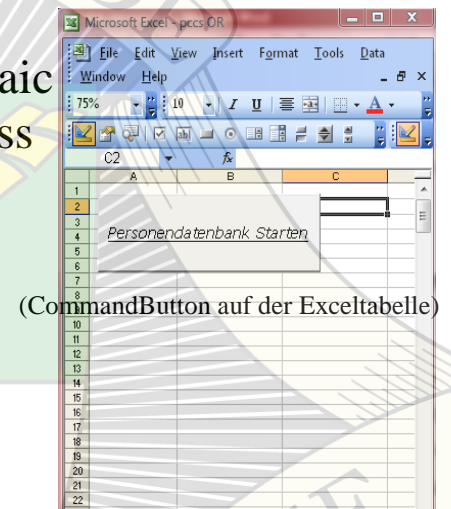 Microsoft Excel - pccs OR
File Edit View Insert Format Tools Data
aic
Window Help
75% 10 I U A
ss
C2 fx
A B C
1
2
3
Personendatenbank Starten
4
5
6
7
8
(CommandButton auf der Exceltabelle)
10
11
12
13
14
15
16
17
18
19
20
21
22